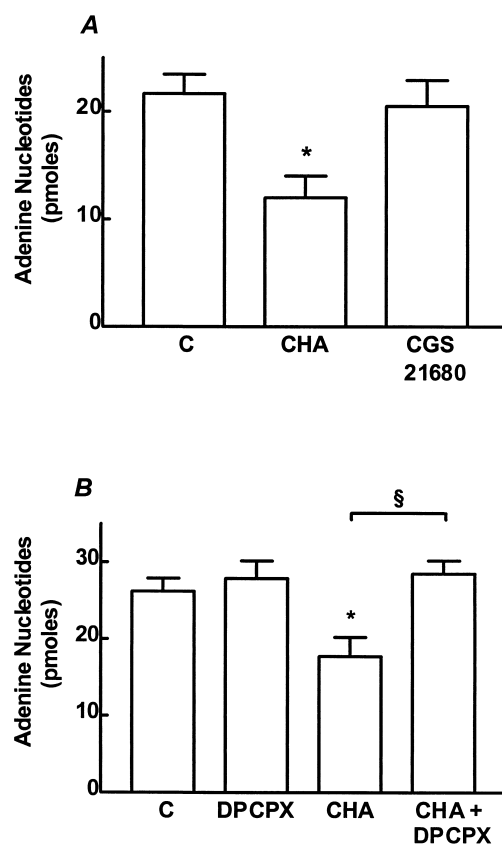 A
Adenine Nucleotides
(pmoles)
20
10
0
*
C
CHA
CGS
21680
B
Adenine Nucleotides
(pmoles)
30
20
10
0
§
*
C
DPCPX
CHA
CHA +
DPCPX